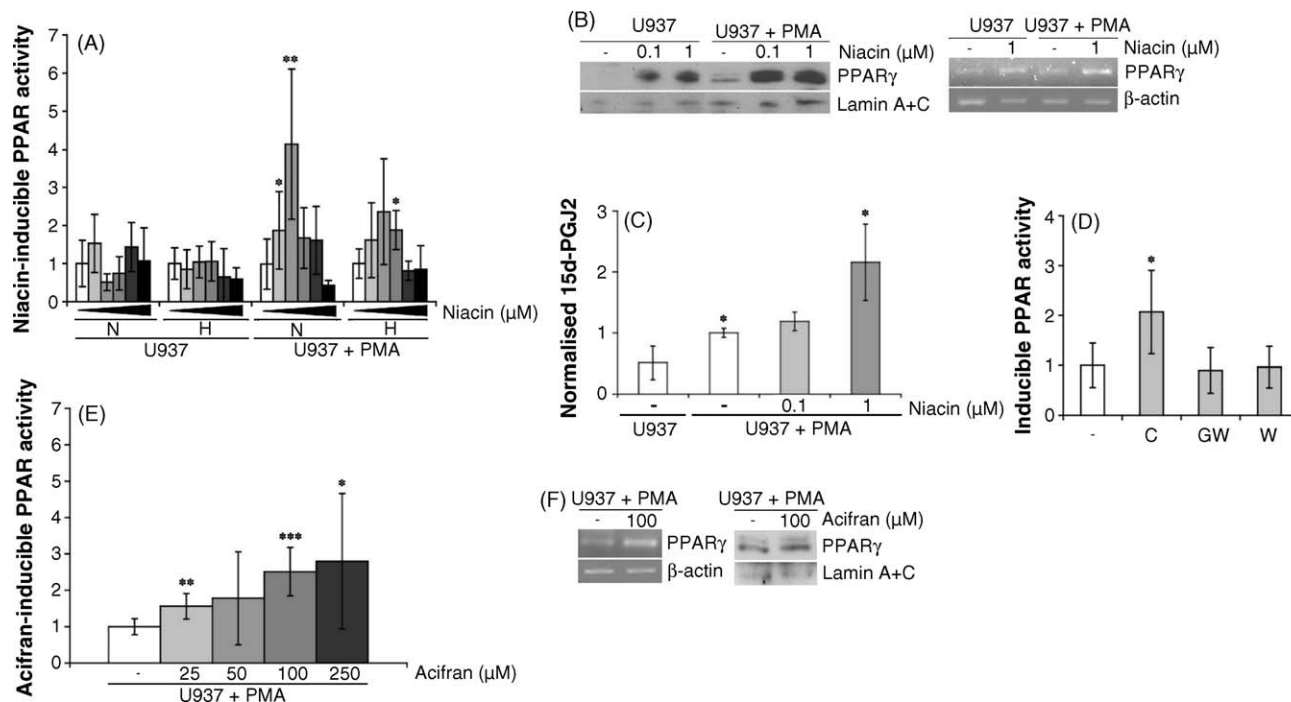 (A)
Niacin-inducible PPAR activity
7
6
5
4
3
2
1
0
* ** *
Niacin (μM)
N H N H
U937 U937 + PMA
(B)
U937 U937 + PMA
- 0.1 1 - 0.1 1 Niacin (μM)
PPARγ
Lamin A+C
U937 U937 + PMA
- 1 - 1 Niacin (μM)
PPARγ
β-actin
(C)
Normalised 15d-PGJ2
3
2
1
0
* *
- - 0.1 1 Niacin (μM)
U937 U937 + PMA
(D)
Inducible PPAR activity
4
3
2
1
0
*
- C GW W
(E)
Acifran-inducible PPAR activity
7
6
5
4
3
2
1
0
** *** *
- 25 50 100 250 Acifran (μM)
U937 + PMA
(F)
U937 + PMA
- 100
PPARγ
β-actin
U937 + PMA
- 100 Acifran (μM)
PPARγ
Lamin A+C